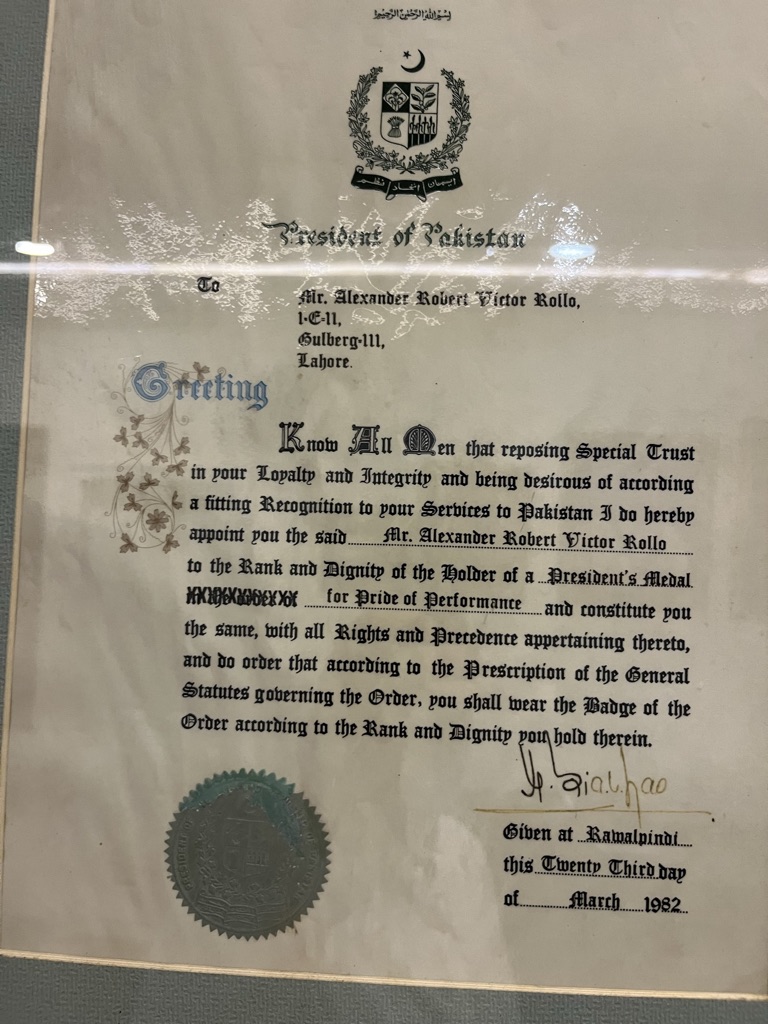 بسم اللہ الرحمٰن الرحیم
ایمان اتحاد نظم
President of Pakistan
To
Mr. Alexander Robert Victor Rollo,
1-E-11,
Gulberg-111,
Lahore.
Greeting
Know All Men that reposing Special Trust
in your Loyalty and Integrity and being desirous of according
a fitting Recognition to your Services to Pakistan I do hereby
appoint you the said Mr. Alexander Robert Victor Rollo
to the Rank and Dignity of the Holder of a President's Medal
for Pride of Performance and constitute you
the same, with all Rights and Precedence appertaining thereto,
and do order that according to the Prescription of the General
Statutes governing the Order, you shall wear the Badge of the
Order according to the Rank and Dignity you hold therein.
Given at Rawalpindi
this Twenty Third day
of March 1982